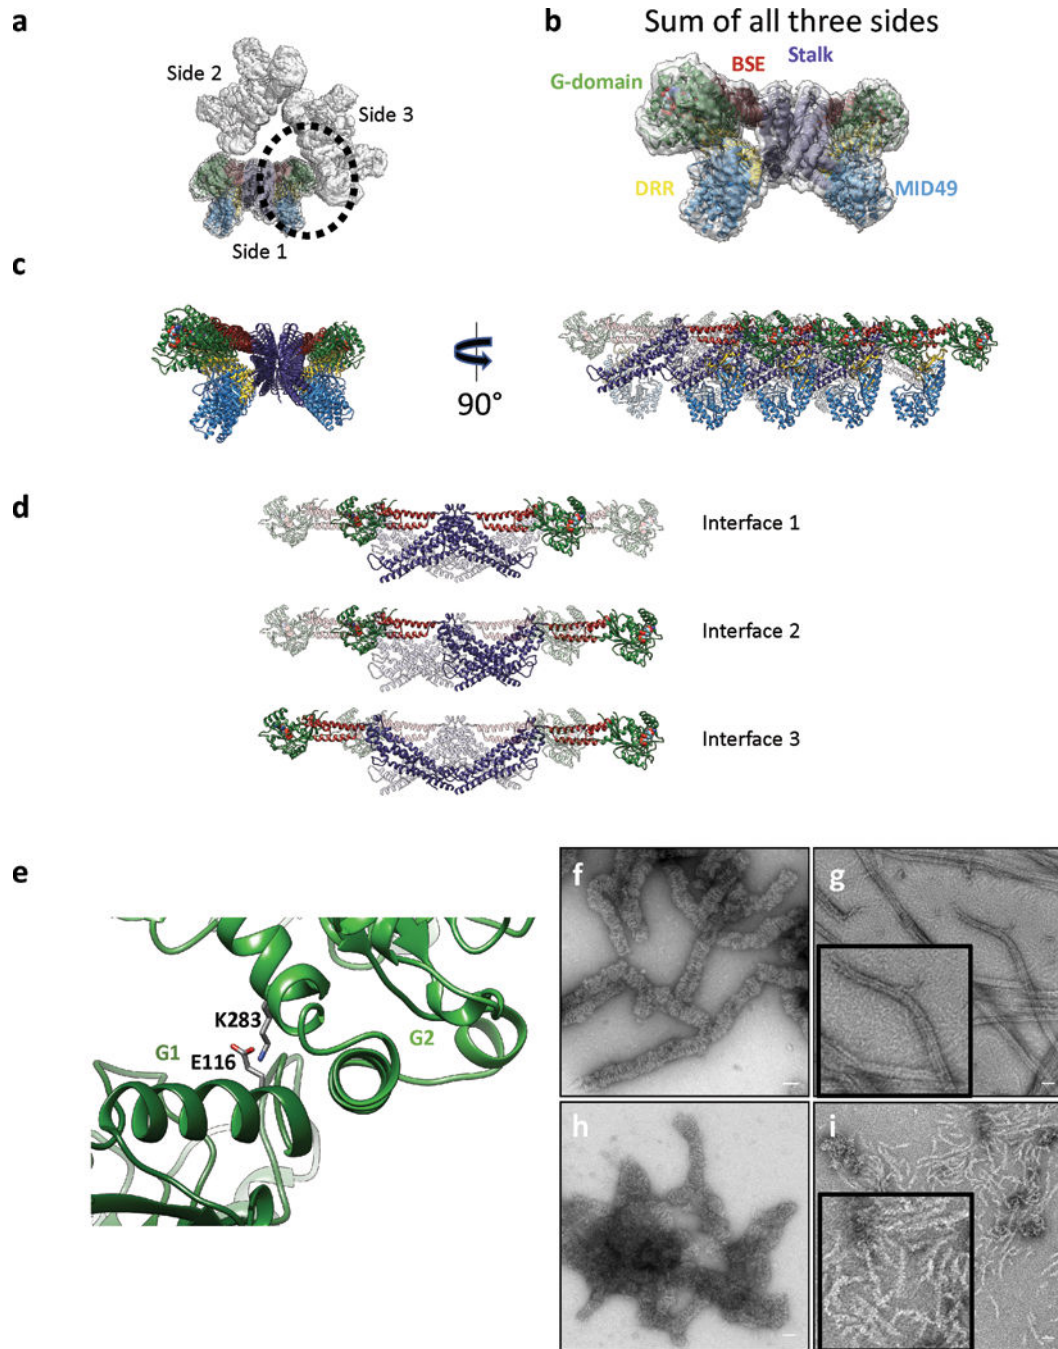 a
Side 2
Side 3
Side 1
b
Sum of all three sides
G-domain
BSE
Stalk
DRR
MID49
c
90°
d
Interface 1
Interface 2
Interface 3
e
K283
G1
E116
G2
f
g
h
i